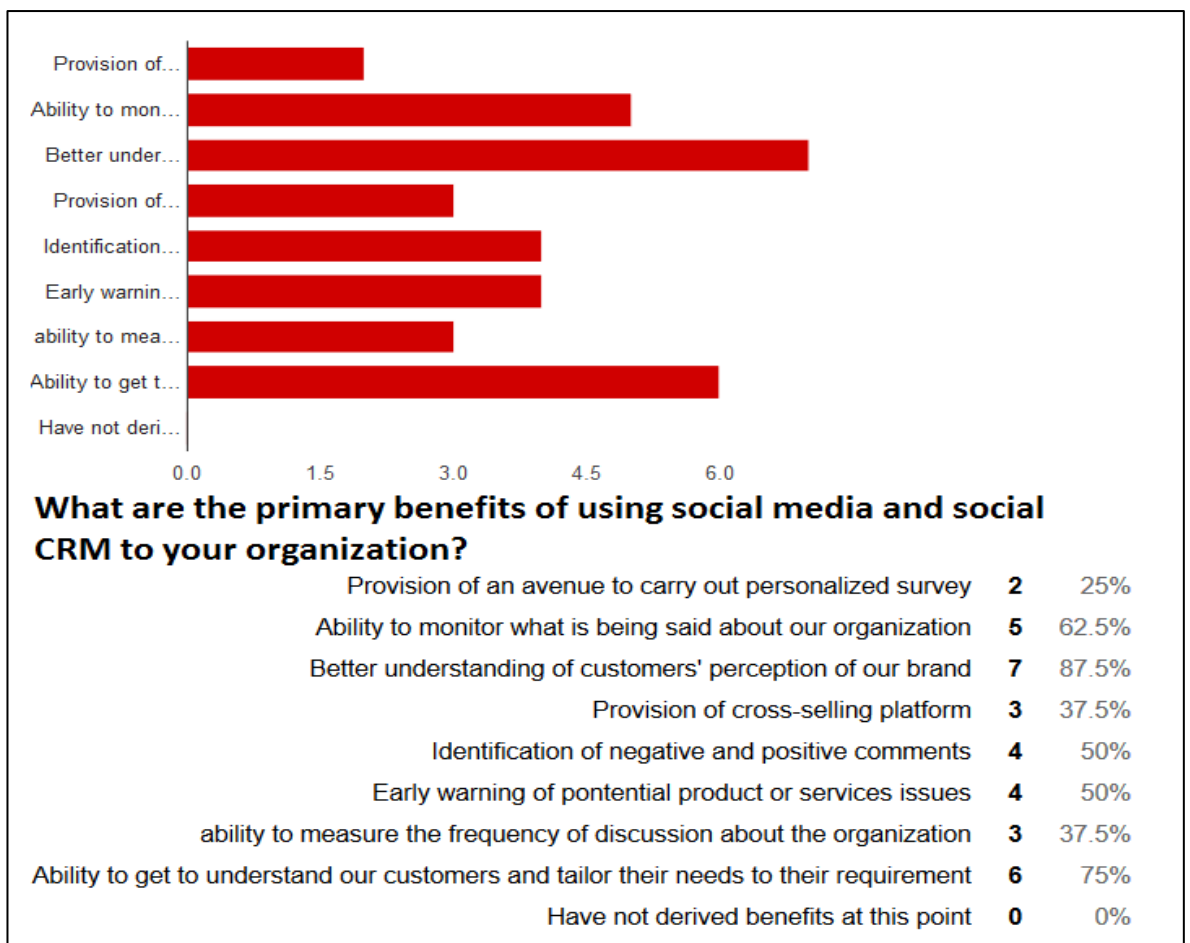 Provision of...
Ability to mon...
Better under...
Provision of...
Identification...
Early warnin...
ability to mea...
Ability to get t...
Have not deri...
0.0 1.5 3.0 4.5 6.0
What are the primary benefits of using social media and social
CRM to your organization?
Provision of an avenue to carry out personalized survey 2 25%
Ability to monitor what is being said about our organization 5 62.5%
Better understanding of customers' perception of our brand 7 87.5%
Provision of cross-selling platform 3 37.5%
Identification of negative and positive comments 4 50%
Early warning of pontential product or services issues 4 50%
ability to measure the frequency of discussion about the organization 3 37.5%
Ability to get to understand our customers and tailor their needs to their requirement 6 75%
Have not derived benefits at this point 0 0%